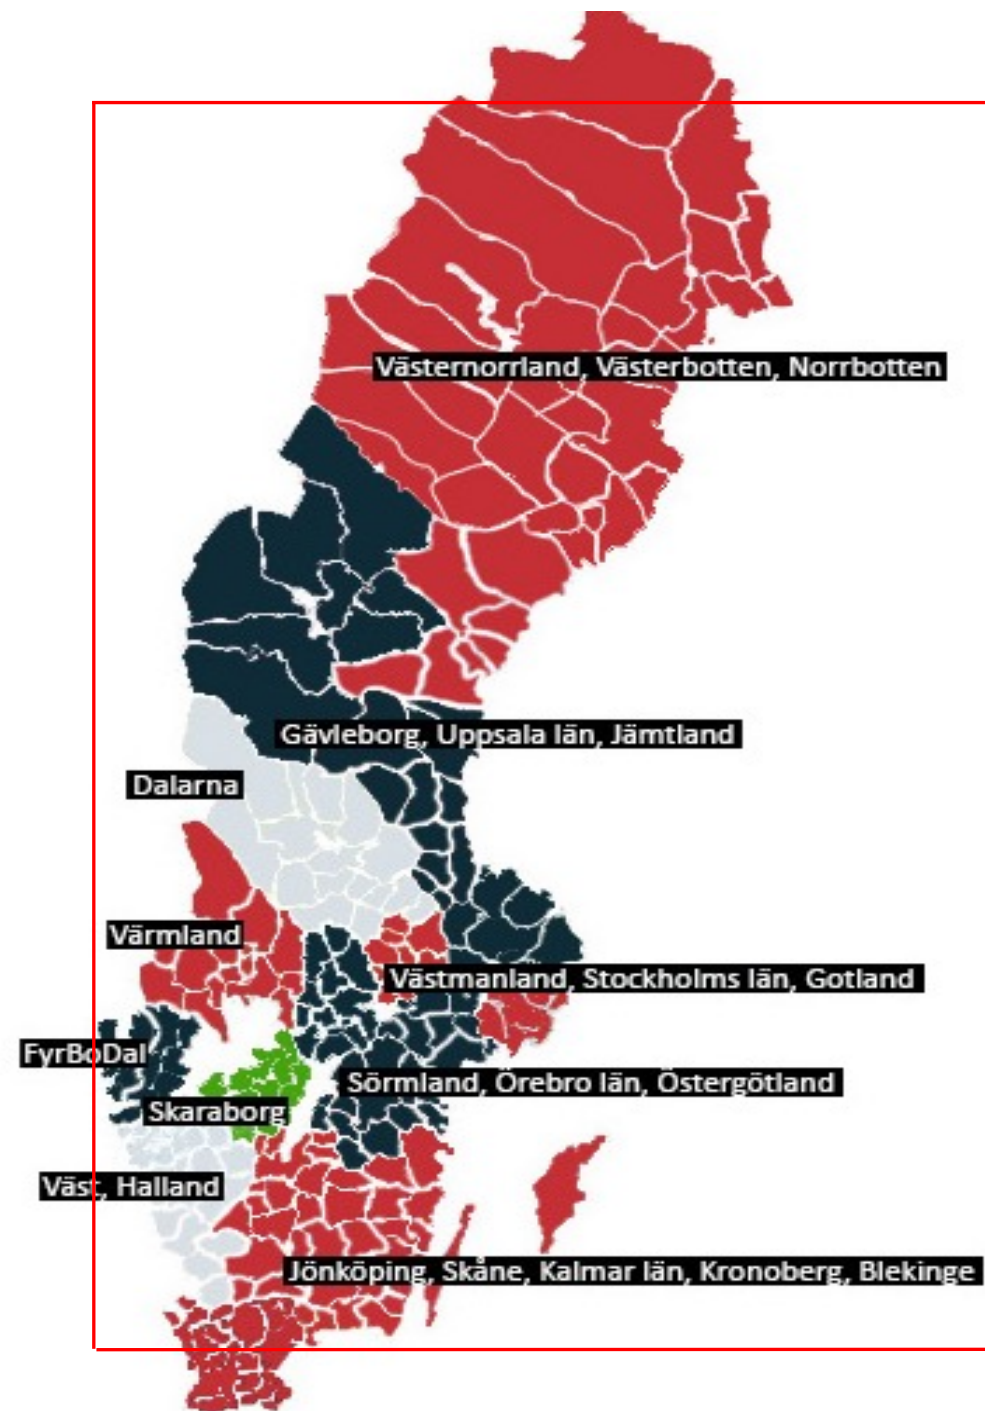 Västernorrland, Västerbotten, Norrbotten
Gävleborg, Uppsala län, Jämtland
Dalarna
Värmland
Västmanland, Stockholms län, Gotland
FyrBoDal
Sörmland, Örebro län, Östergötland
Skaraborg
Väst, Halland
Jönköping, Skåne, Kalmar län, Kronoberg, Blekinge